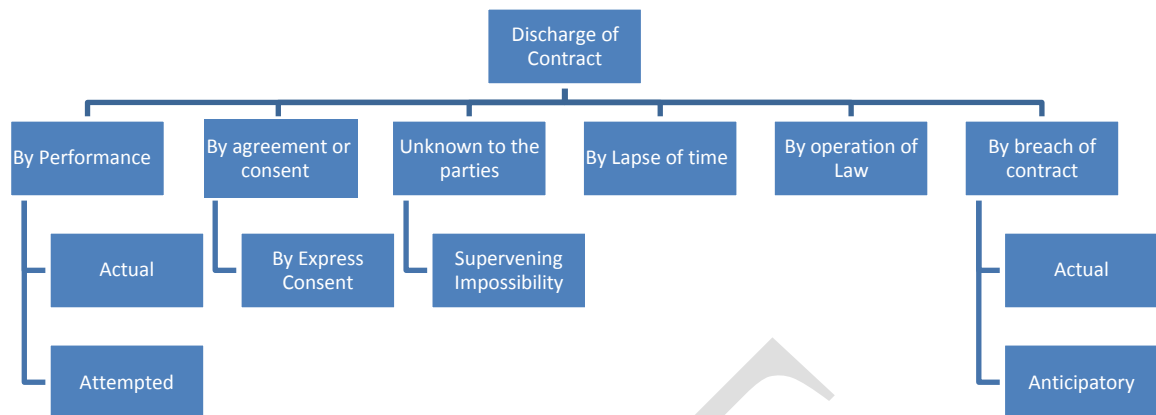 Discharge of
Contract
By Performance
By agreement or
consent
Unknown to the
parties
By Lapse of time
By operation of
Law
By breach of
contract
Actual
By Express
Consent
Supervening
Impossibility
Actual
Attempted
Anticipatory